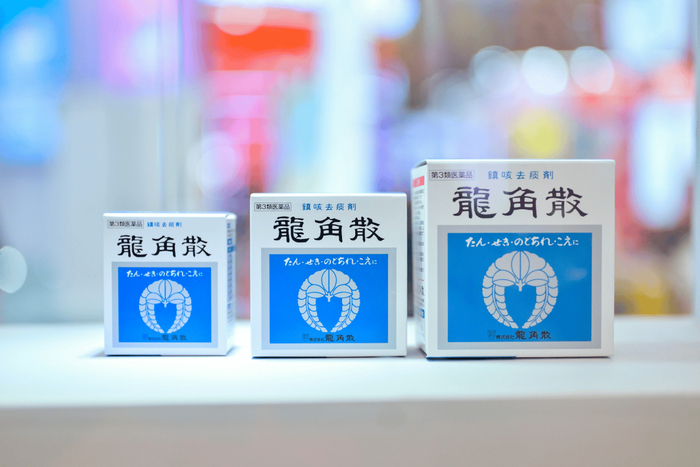 第3類医薬品 鎮咳去痰剤
龍角散
たん・せき・のどあれ・こえに
龍角散
第3類医薬品 鎮咳去痰剤
龍角散
たん・せき・のどあれ・こえに
株式会社 龍角散
第3類医薬品 鎮咳去痰剤
龍角散
たん・せき・のどあれ・こえに
株式会社 龍角散